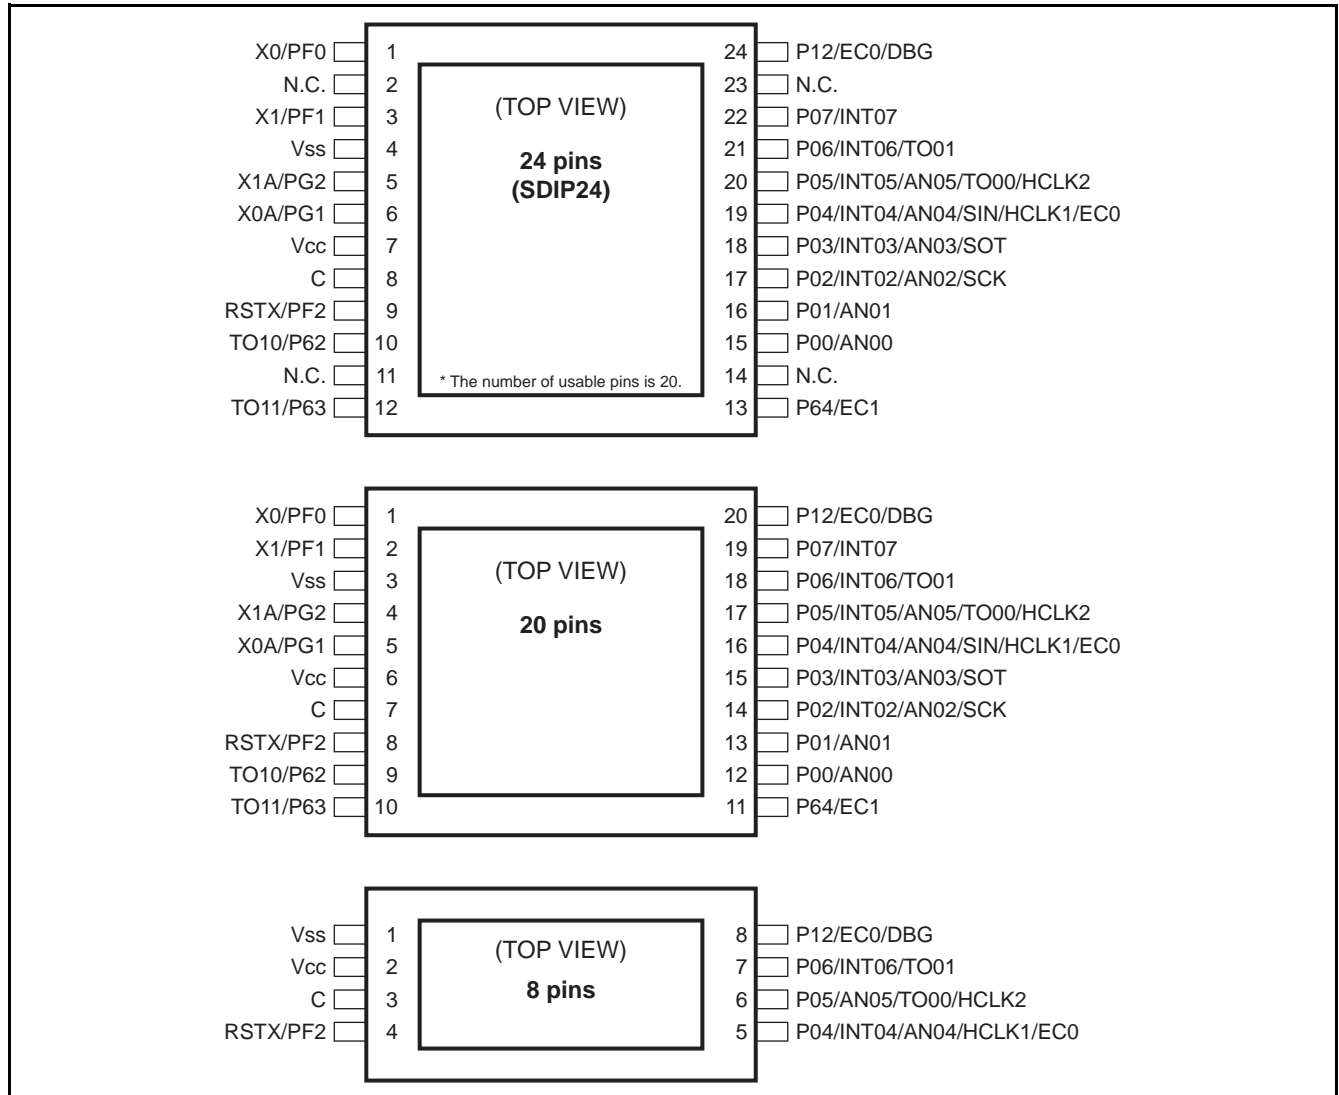 X0/PF0 1 24 P12/EC0/DBG
N.C. 2 23 N.C.
X1/PF1 3 (TOP VIEW) 22 P07/INT07
Vss 4 24 pins 21 P06/INT06/TO01
X1A/PG2 5 (SDIP24) 20 P05/INT05/AN05/TO00/HCLK2
X0A/PG1 6 19 P04/INT04/AN04/SIN/HCLK1/EC0
Vcc 7 18 P03/INT03/AN03/SOT
C 8 17 P02/INT02/AN02/SCK
RSTX/PF2 9 16 P01/AN01
TO10/P62 10 15 P00/AN00
N.C. 11 * The number of usable pins is 20. 14 N.C.
TO11/P63 12 13 P64/EC1
X0/PF0 1 20 P12/EC0/DBG
X1/PF1 2 19 P07/INT07
Vss 3 (TOP VIEW) 18 P06/INT06/TO01
X1A/PG2 4 20 pins 17 P05/INT05/AN05/TO00/HCLK2
X0A/PG1 5 16 P04/INT04/AN04/SIN/HCLK1/EC0
Vcc 6 15 P03/INT03/AN03/SOT
C 7 14 P02/INT02/AN02/SCK
RSTX/PF2 8 13 P01/AN01
TO10/P62 9 12 P00/AN00
TO11/P63 10 11 P64/EC1
Vss 1 (TOP VIEW) 8 P12/EC0/DBG
Vcc 2 8 pins 7 P06/INT06/TO01
C 3 6 P05/AN05/TO00/HCLK2
RSTX/PF2 4 5 P04/INT04/AN04/HCLK1/EC0